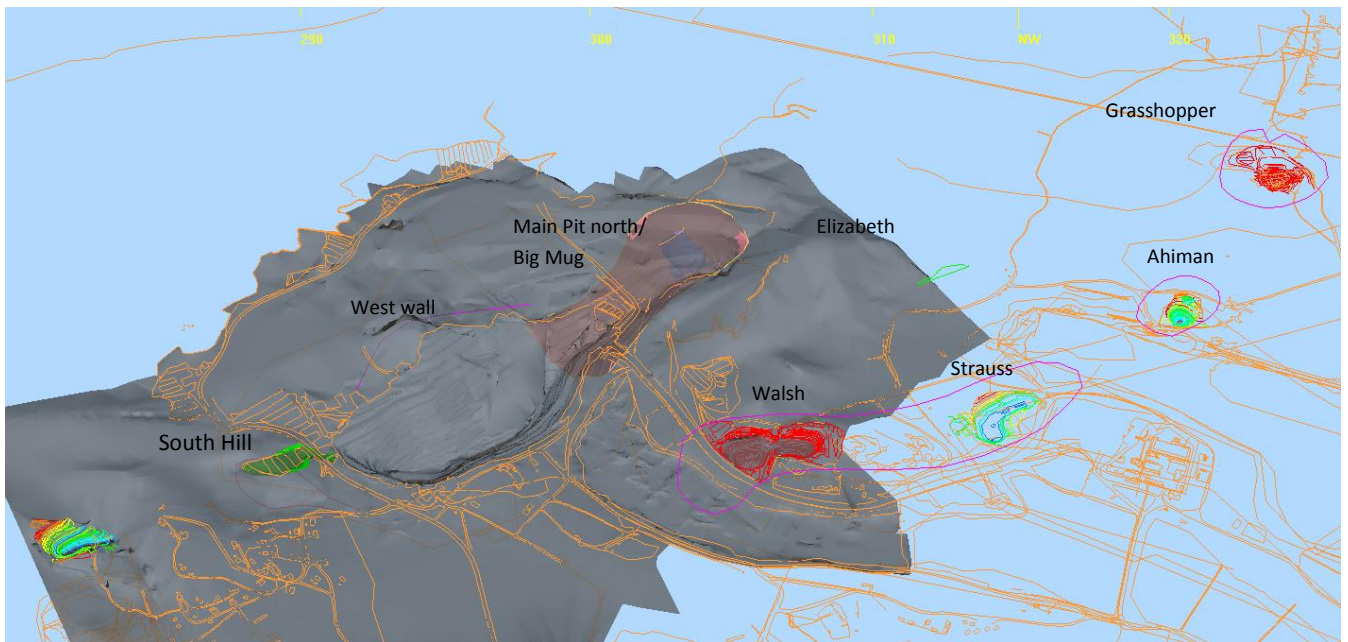 290
300
310
NW
320
Grasshopper
Main Pit north/
Big Mug
Elizabeth
Ahiman
West wall
Strauss
Walsh
South Hill